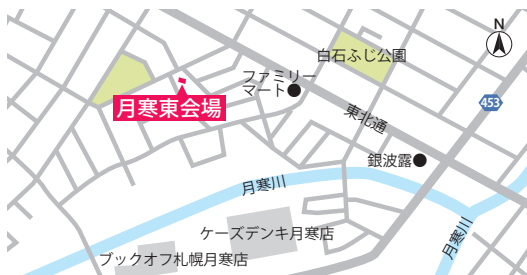 N
白石ふじ公園
ファミリー
マート
453
月寒東会場
東北通
銀波露
月寒川
ケーズデンキ月寒店
月寒川
ブックオフ札幌月寒店